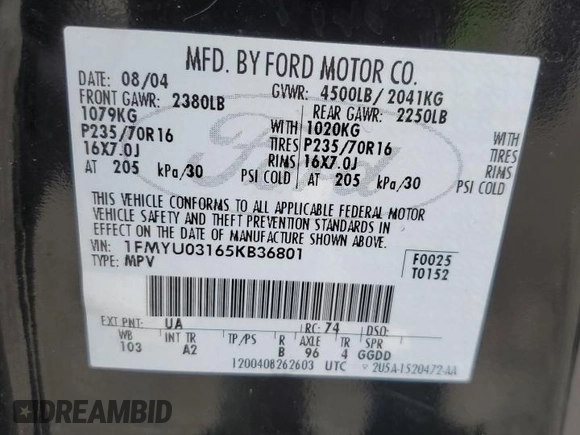 MFD. BY FORD MOTOR CO.
DATE: 08/04 GVWR: 4500LB/ 2041KG
FRONT GAWR: 2380LB REAR GAWR: 2250LB
1079KG WITH 1020KG WITH
P235/70R16 TIRES P235/70R16 TIRES
16X7.0J RIMS 16X7.0J RIMS
AT 205 kPa/30 PSI COLD AT 205 kPa/30 PSI COLD
THIS VEHICLE CONFORMS TO ALL APPLICABLE FEDERAL MOTOR
VEHICLE SAFETY AND THEFT PREVENTION STANDARDS IN
EFFECT ON THE DATE OF MANUFACTURE SHOWN ABOVE.
VIN: 1FMYU03165KB36801 F0025
TYPE: MPV T0152
EXT PNT: UA RC: 74 DSO:
WB INT TR TP/PS R AXLE TR SPR
103 A2 B 96 4 GGDD
120040B262603 UTC 2U5A-1520472-AA
Ford
DREAMBID